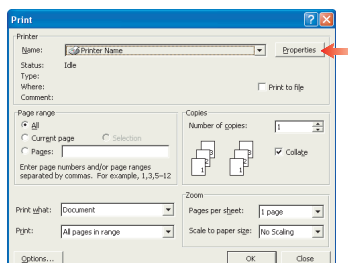 Print
Printer
Name: Printer Name Properties
Status: Idle
Type:
Where: Print to file
Comment:
Page range Copies
All Number of copies: 1
Current page Selection
Pages: Collate
Enter page numbers and/or page ranges
separated by commas. For example, 1,3,5–12
Zoom
Print what: Document Pages per sheet: 1 page
Print: All pages in range Scale to paper size: No Scaling
Options... OK Close